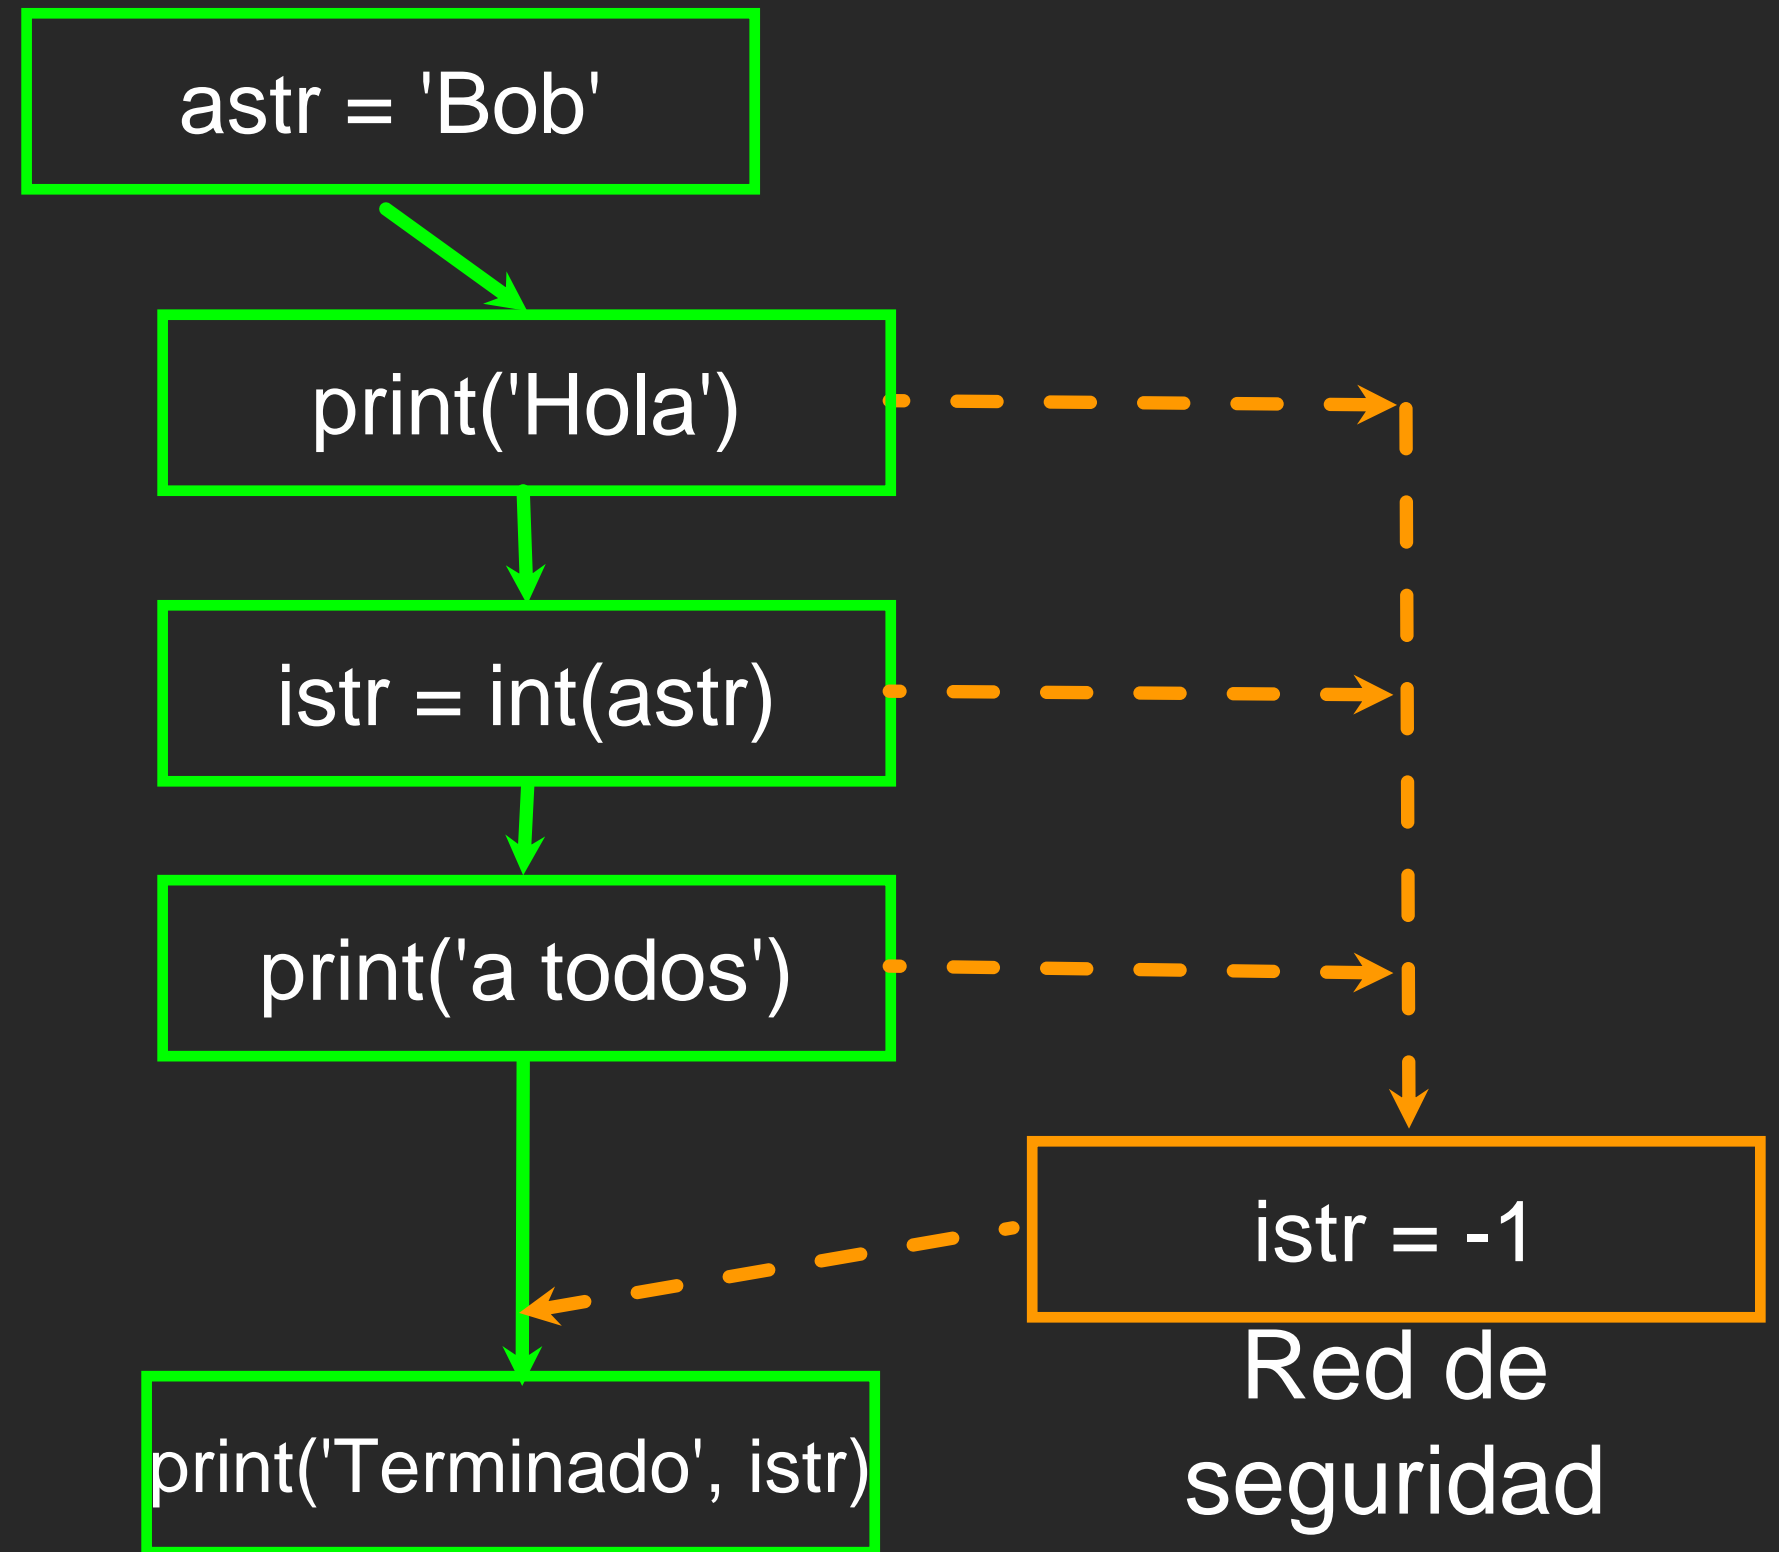 astr = 'Bob'
print('Hola')
istr = int(astr)
print('a todos')
istr = -1
Red de
seguridad
print('Terminado', istr)